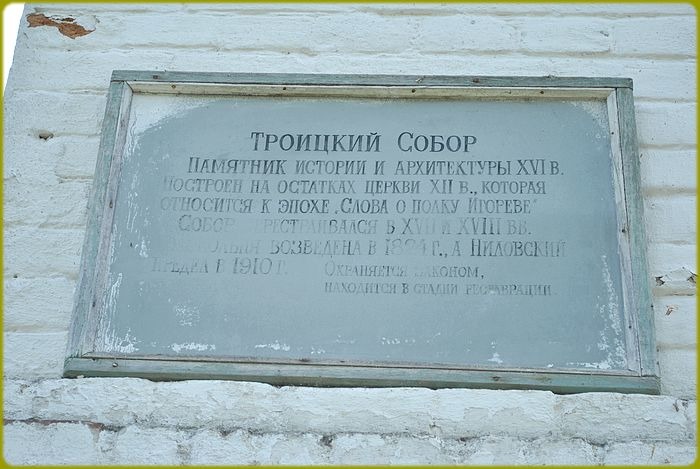 Троицкий Собор
Памятник истории и архитектуры XVI в.
Построен на остатках церкви XII в., которая
относится к эпохе „Слова о полку Игореве"
Собор перестраивался в XVII и XVIII вв.
возведена в 1824 г., а Ниловский
предел в 1910 г. Охраняется законом,
находится в стадии реставрации.